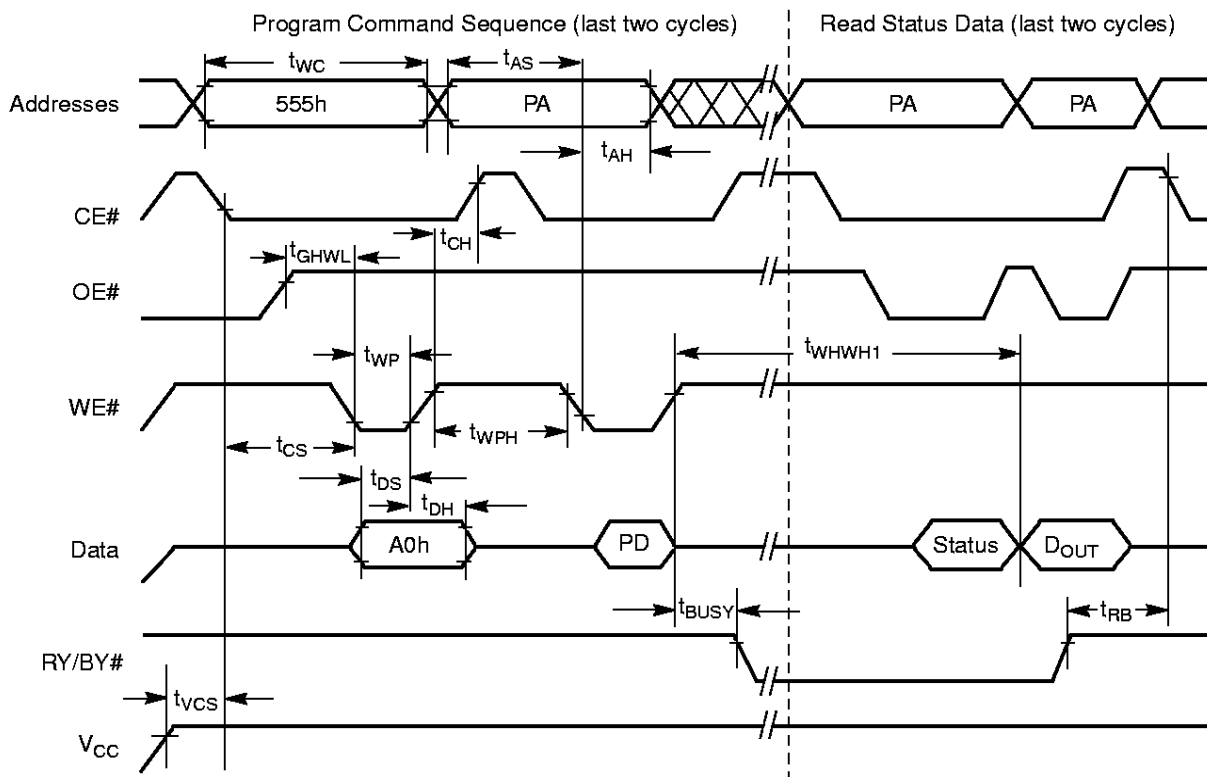 Program Command Sequence (last two cycles)
Read Status Data (last two cycles)
tWC
tAS
Addresses
555h
PA
PA
PA
tAH
CE#
tCH
tGHWL
OE#
tWP
tWHWH1
WE#
tWPH
tCS
tDS
tDH
Data
A0h
PD
Status
DOUT
tBUSY
tRB
RY/BY#
tVCS
VCC